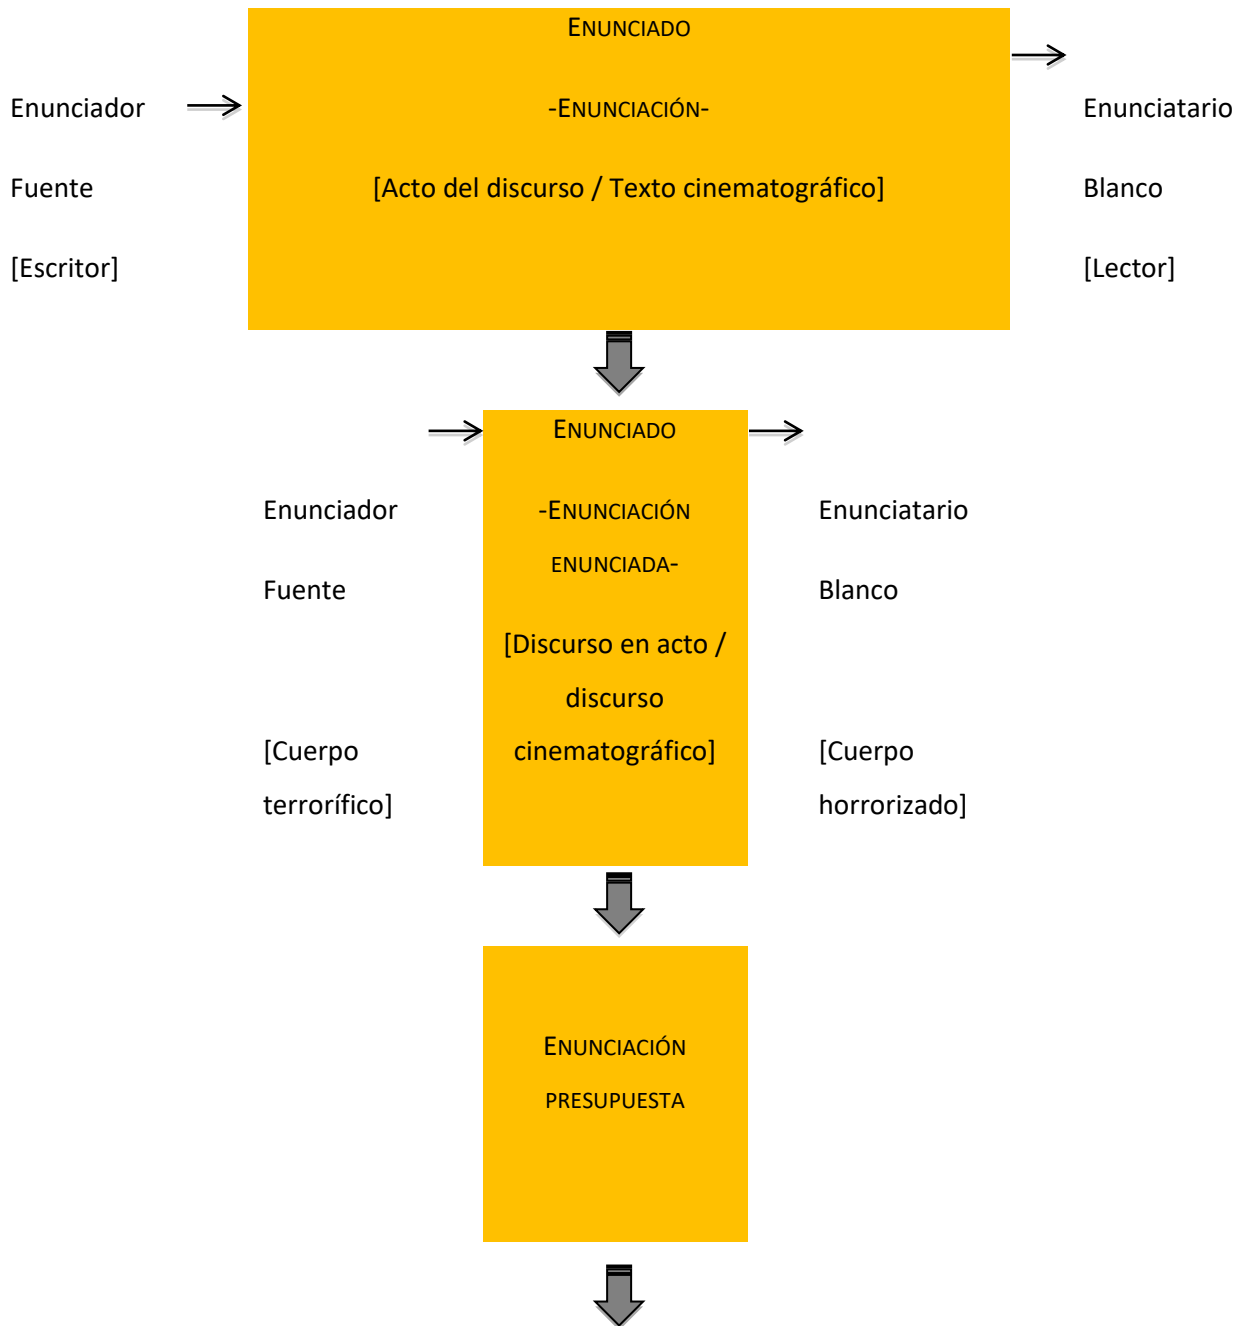 ENUNCIADO
Enunciador
-ENUNCIACIÓN-
Enunciatario
Fuente
[Acto del discurso / Texto cinematográfico]
Blanco
[Escritor]
[Lector]
ENUNCIADO
Enunciador
-ENUNCIACIÓN
Enunciatario
ENUNCIADA-
Fuente
Blanco
[Discurso en acto /
discurso
[Cuerpo
cinematográfico]
[Cuerpo
terrorífico]
horrorizado]
ENUNCIACIÓN
PRESUPUESTA